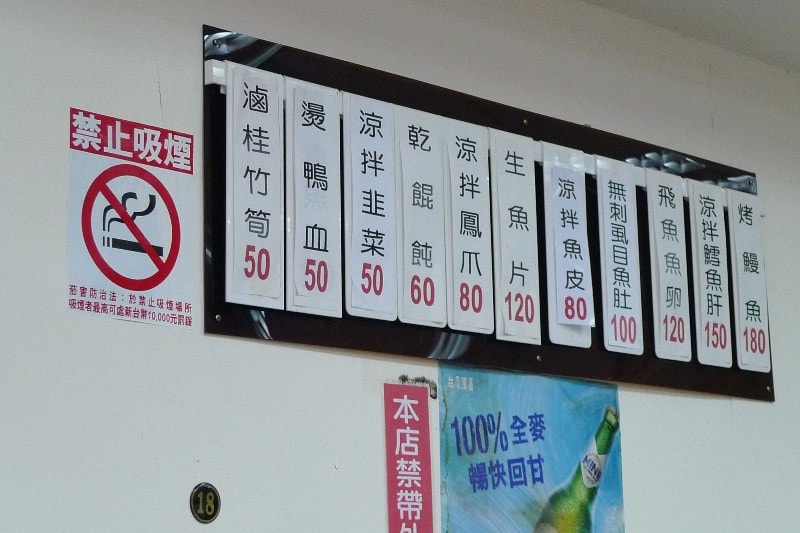 禁止吸煙
菸害防治法：於禁止吸煙場所
吸煙者最高可處新台幣10,000元罰鍰
滷桂竹筍 50
燙鴨血 50
涼拌韭菜 50
乾餛飩 60
涼拌鳳爪 80
生魚片 120
涼拌魚皮 80
無刺虱目魚肚 100
飛魚魚卵 120
涼拌鱈魚肝 150
烤鰻魚 180
本店禁帶外
台灣啤酒
100%全麥
暢快回甘
18